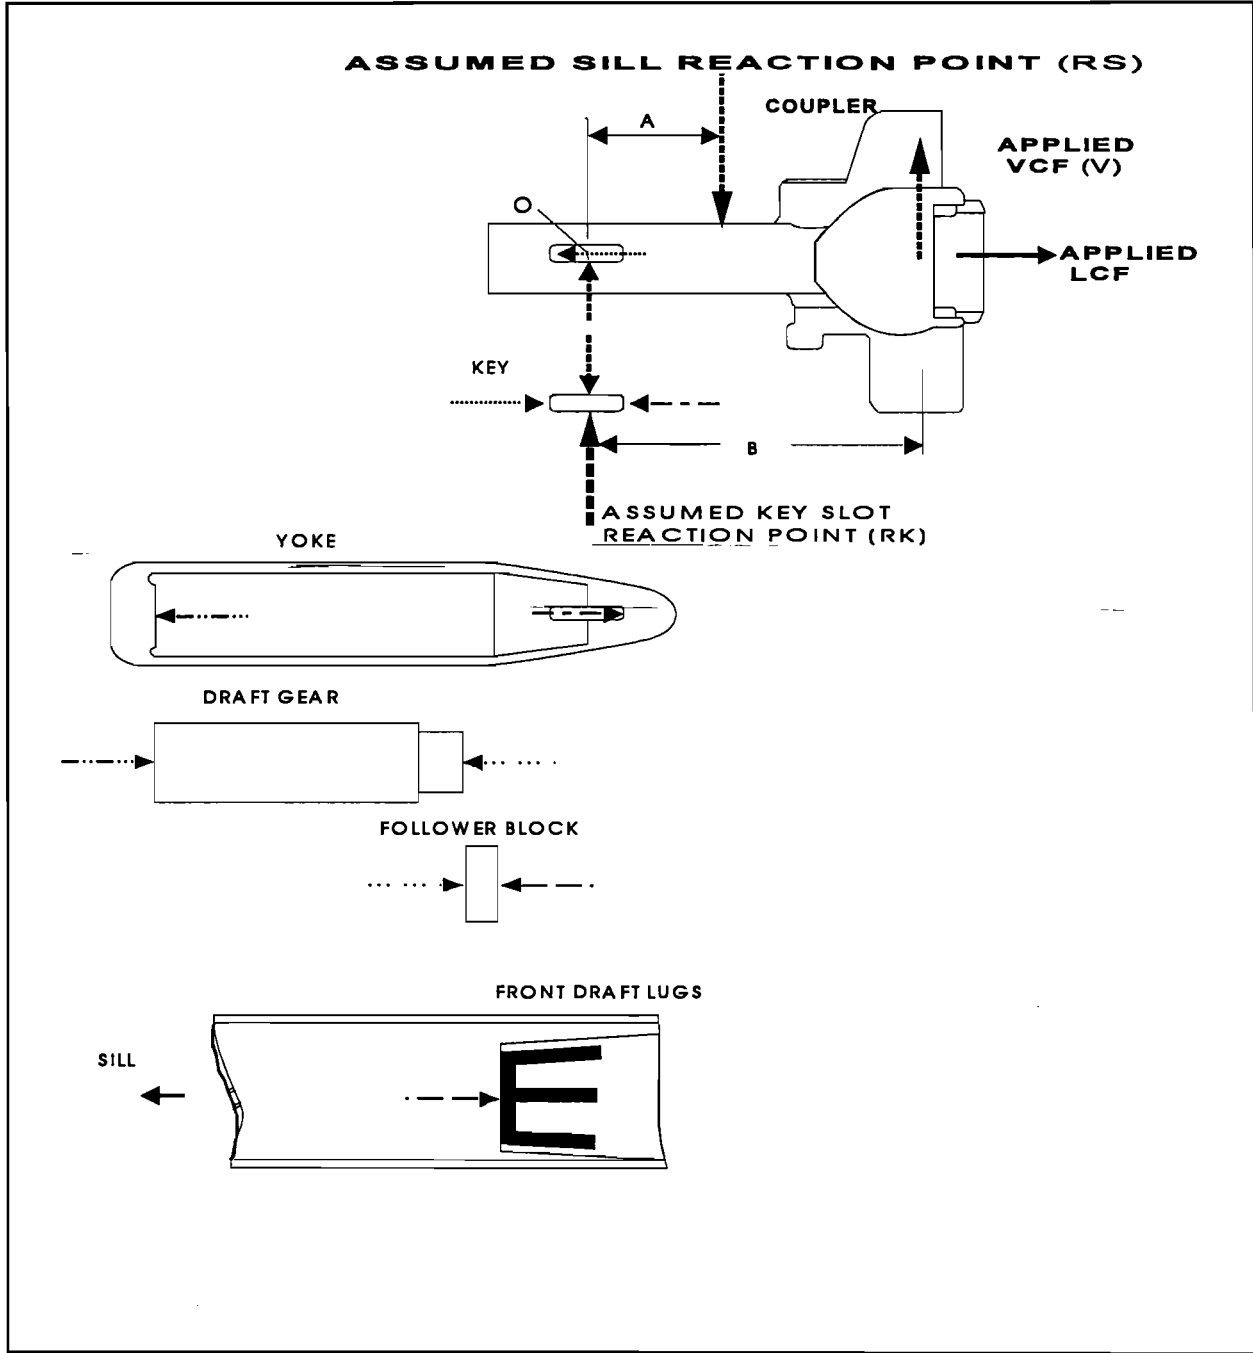 ASSUMED SILL REACTION POINT (RS)
COUPLER
A
APPLIED
VCF (V)
O
APPLIED
LCF
KEY
B
ASSUMED KEY SLOT
REACTION POINT (RK)
YOKE
DRAFT GEAR
FOLLOWER BLOCK
FRONT DRAFT LUGS
SILL